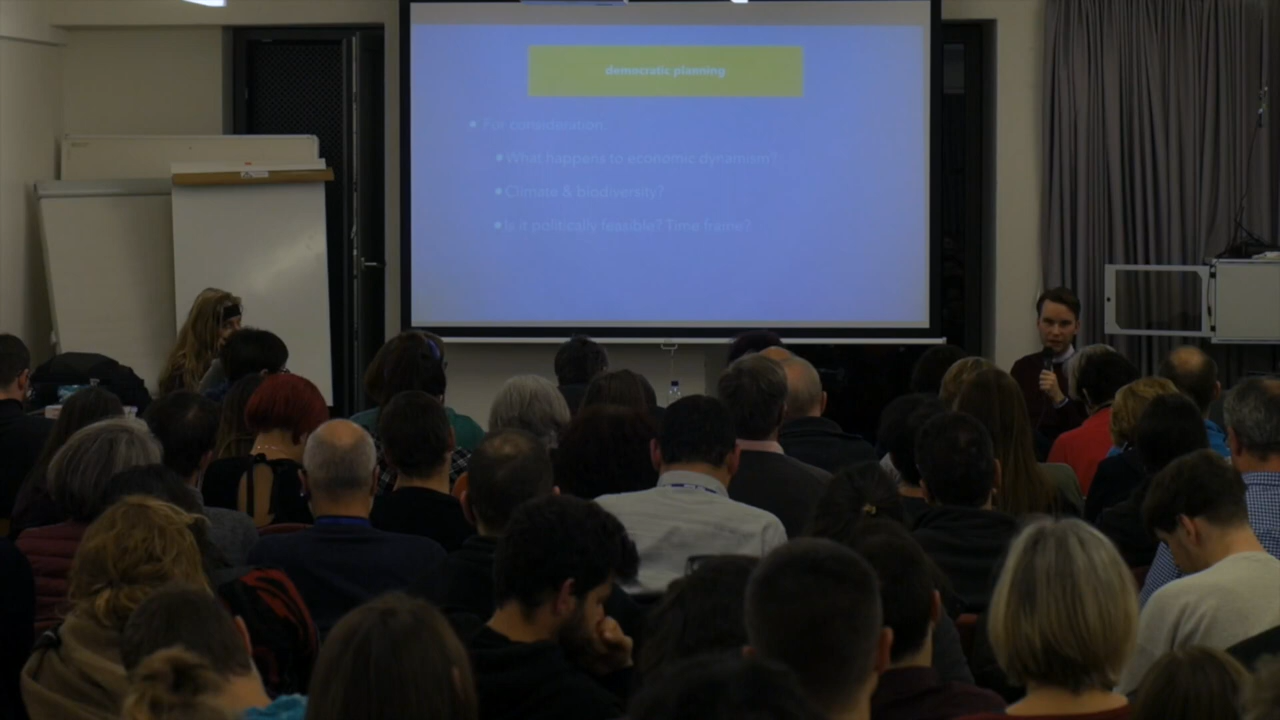 democratic planning
• For consideration:
• What happens to economic dynamism?
• Climate & biodiversity?
• Is it politically feasible? Time frame?